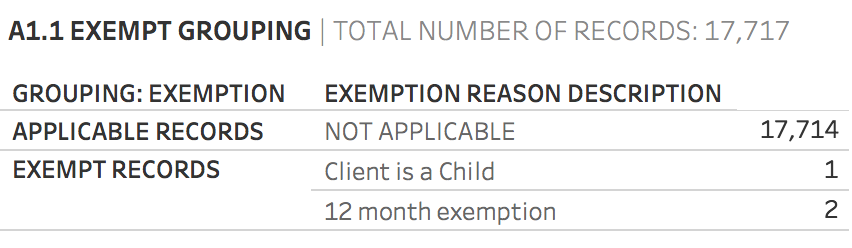 A1.1 EXEMPT GROUPING | TOTAL NUMBER OF RECORDS: 17,717
GROUPING: EXEMPTION EXEMPTION REASON DESCRIPTION
APPLICABLE RECORDS NOT APPLICABLE 17,714
EXEMPT RECORDS Client is a Child 1
12 month exemption 2